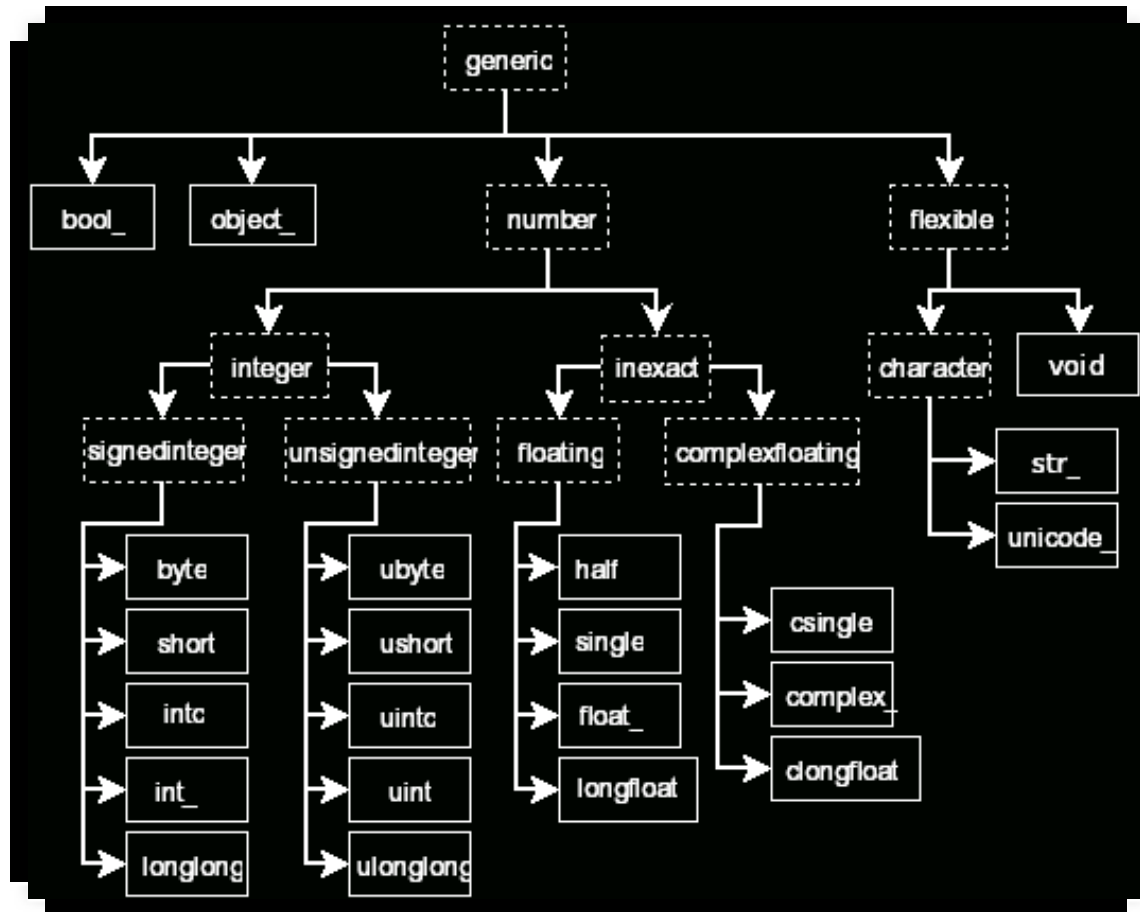 generic
bool_
object_
number
flexible
integer
inexact
character
void
signedinteger
unsignedinteger
floating
complexfloating
str_
unicode_
byte
ubyte
half
short
ushort
single
csingle
intc
uintc
float_
complex_
int_
uint
longfloat
clongfloat
longlong
ulonglong